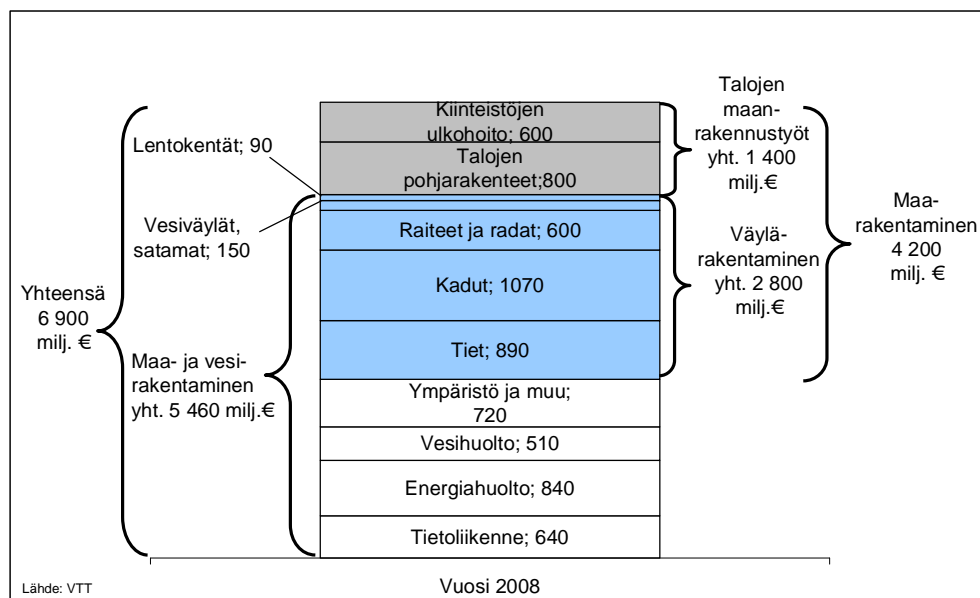 Kiinteistöjen
ulkohoito; 600
Talojen
pohjarakenteet;800
Lentokentät; 90
Vesiväylät,
satamat; 150
Raiteet ja radat; 600
Kadut; 1070
Tiet; 890
Ympäristö ja muu;
720
Vesihuolto; 510
Energiahuolto; 840
Tietoliikenne; 640
Yhteensä
6 900
milj. €
Maa- ja vesi-
rakentaminen
yht. 5 460 milj.€
Talojen
maan-
rakennustyöt
yht. 1 400
milj.€
Väylä-
rakentaminen
yht. 2 800
milj.€
Maa-
rakentaminen
4 200
milj. €
Vuosi 2008
Lähde: VTT